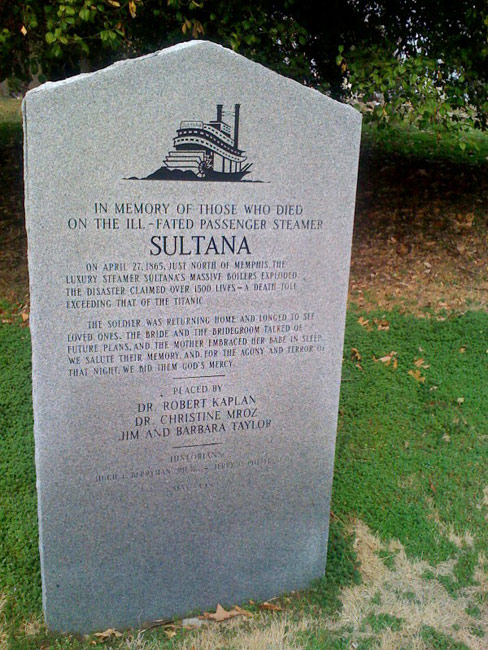 IN MEMORY OF THOSE WHO DIED
ON THE ILL-FATED PASSENGER STEAMER
SULTANA
ON APRIL 27, 1865, JUST NORTH OF MEMPHIS, THE
LUXURY STEAMER SULTANA'S MASSIVE BOILERS EXPLODED
THE DISASTER CLAIMED OVER 1500 LIVES - A DEATH TOLL
EXCEEDING THAT OF THE TITANIC
THE SOLDIER WAS RETURNING HOME AND LONGED TO SEE
LOVED ONES. THE BRIDE AND THE BRIDEGROOM TALKED OF
FUTURE PLANS, AND THE MOTHER EMBRACED HER BABE IN SLEEP.
WE SALUTE THEIR MEMORY, AND, FOR THE AGONY AND TERROR OF
THAT NIGHT, WE BID THEM GOD'S MERCY.
PLACED BY
DR. ROBERT KAPLAN
DR. CHRISTINE MROZ
JIM AND BARBARA TAYLOR
HISTORIANS
HUGH